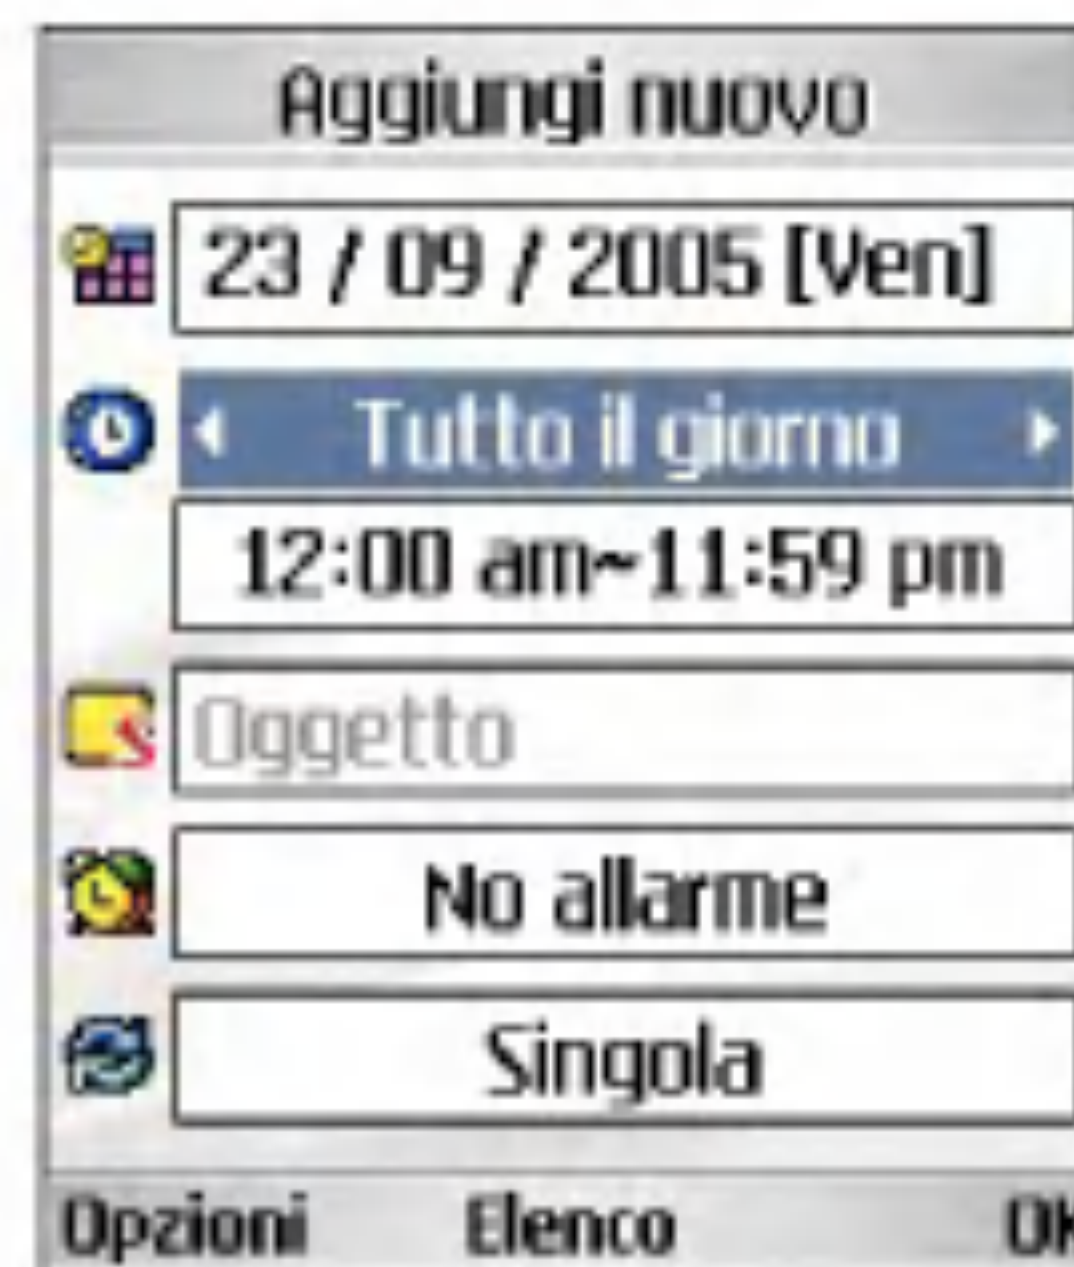 Aggiungi nuovo
23 / 09 / 2005 [Ven]
Tutto il giorno
12:00 am~11:59 pm
Oggetto
No allarme
Singola
Opzioni Elenco OK